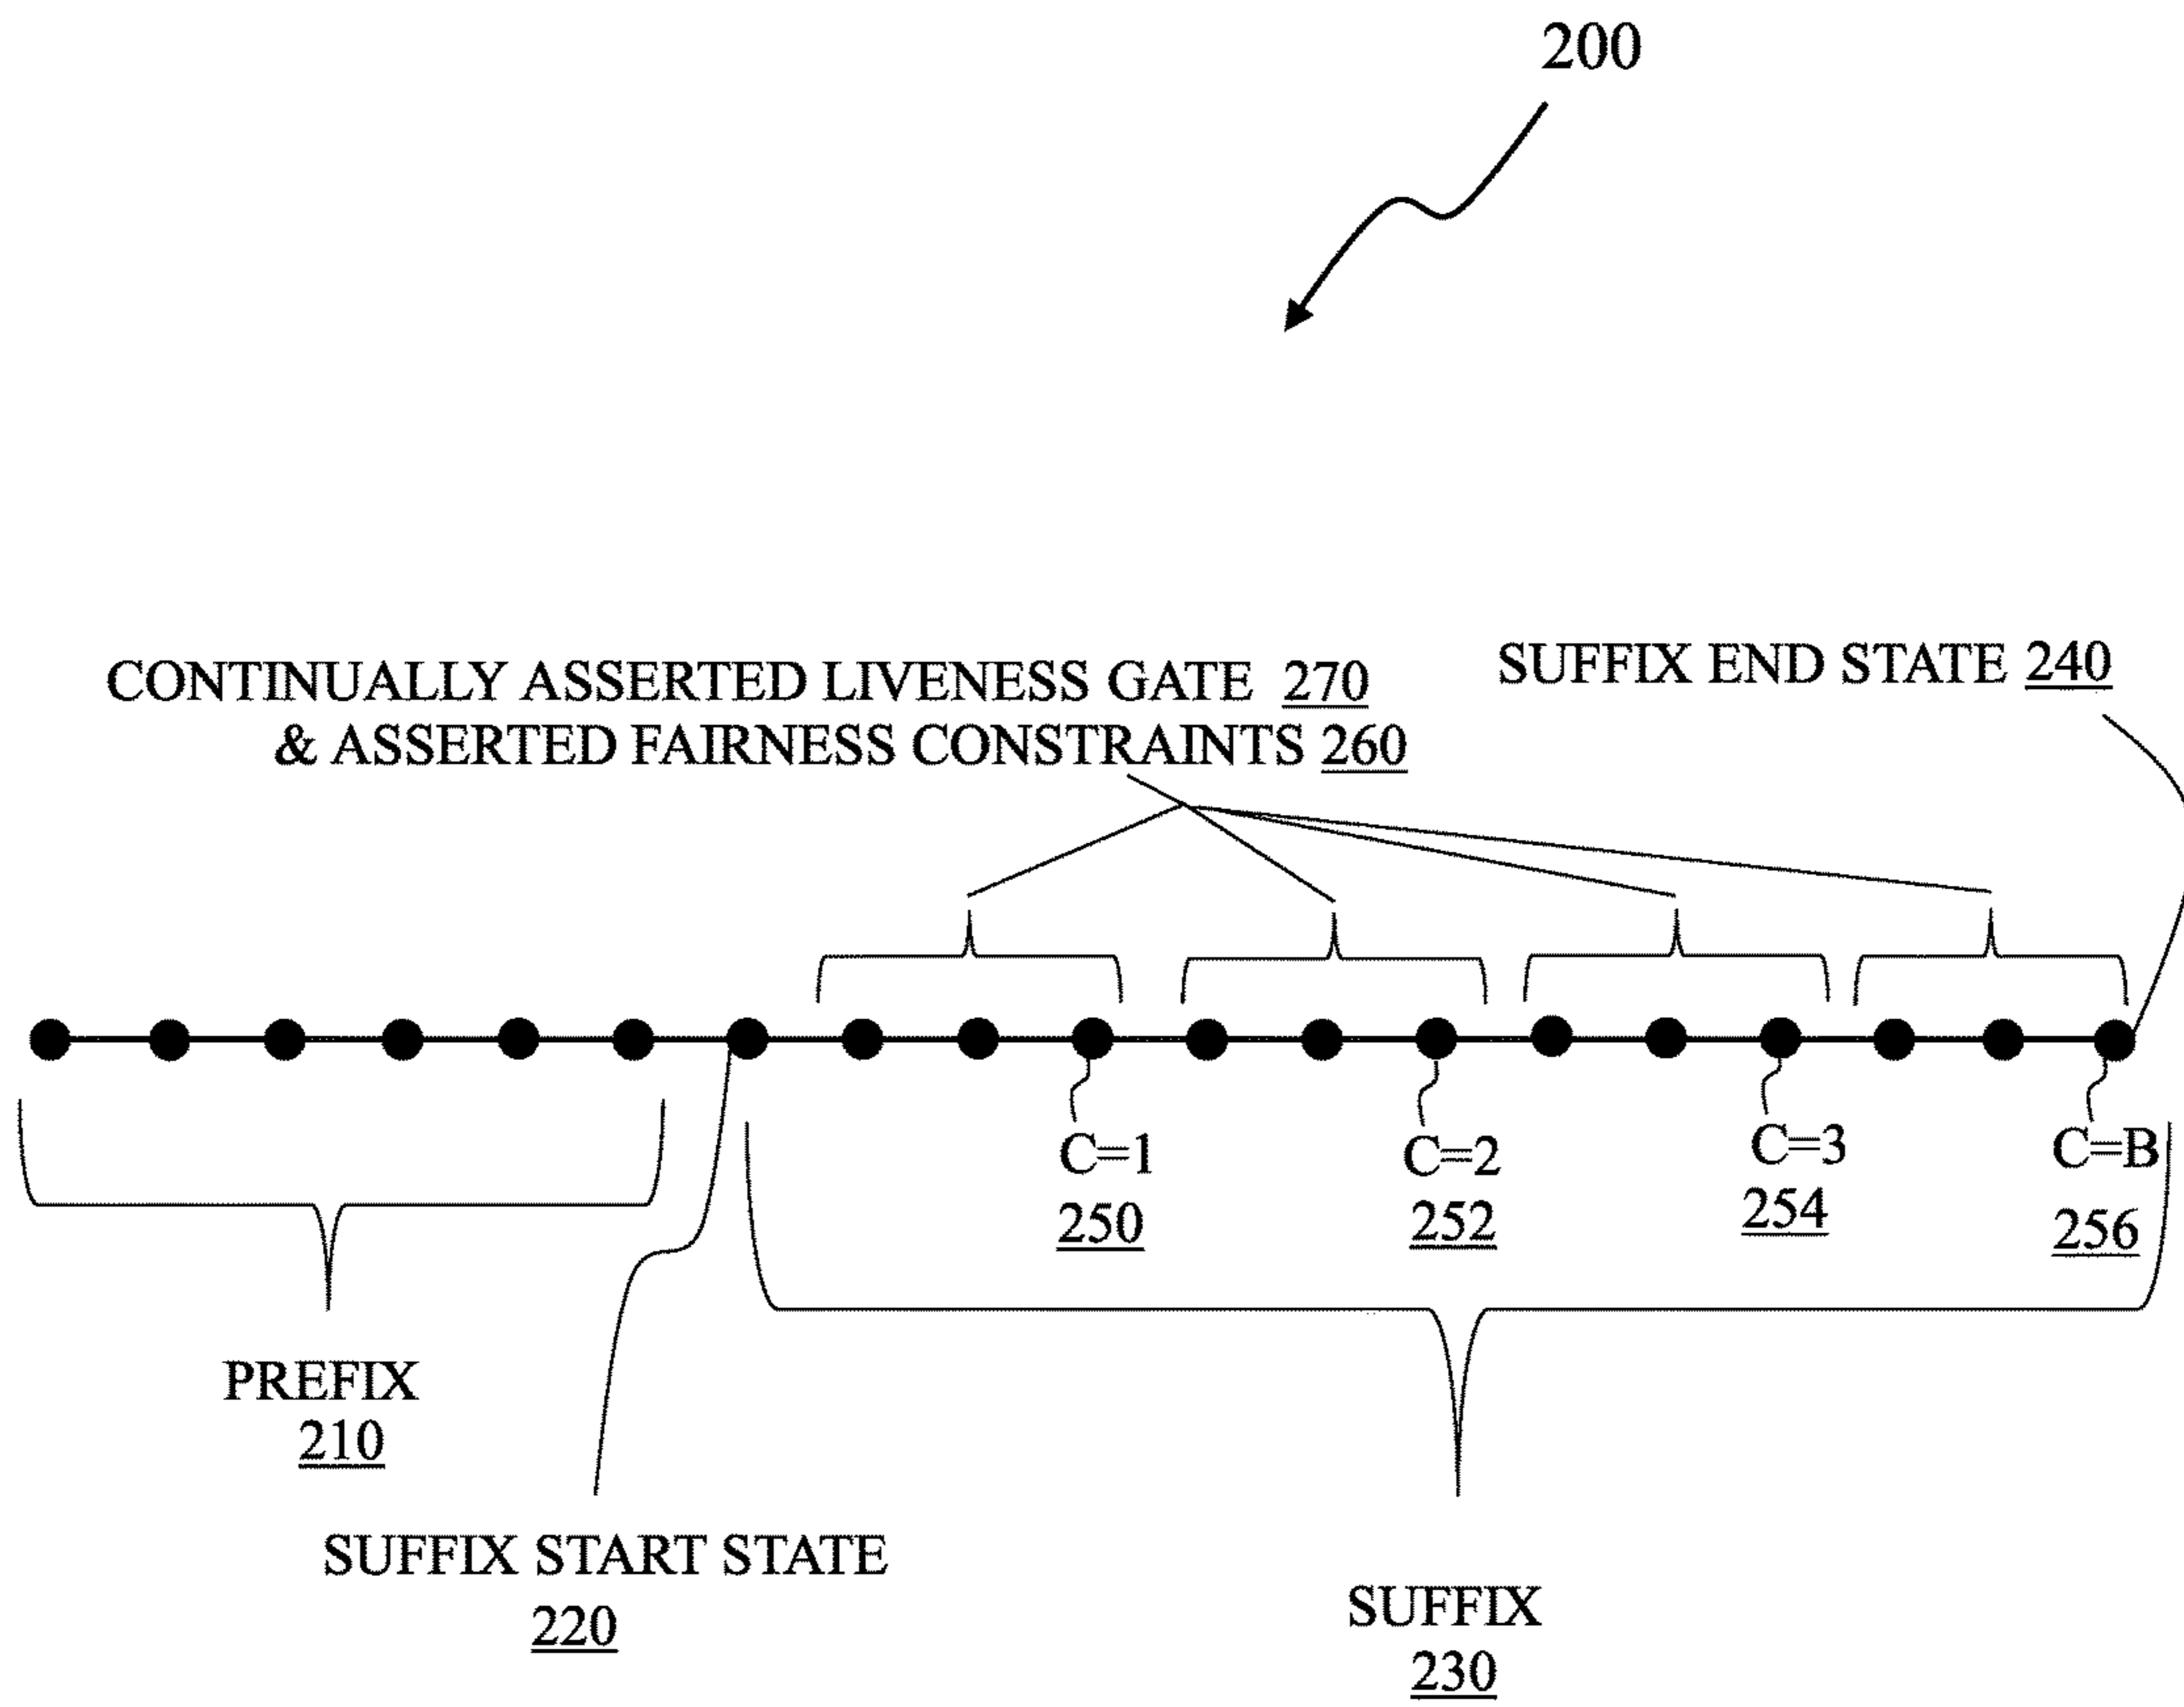 200
CONTINUALLY ASSERTED LIVENESS GATE 270
& ASSERTED FAIRNESS CONSTRAINTS 260
SUFFIX END STATE 240
C=1
250
C=2
252
C=3
254
C=B
256
PREFIX
210
SUFFIX START STATE
220
SUFFIX
230